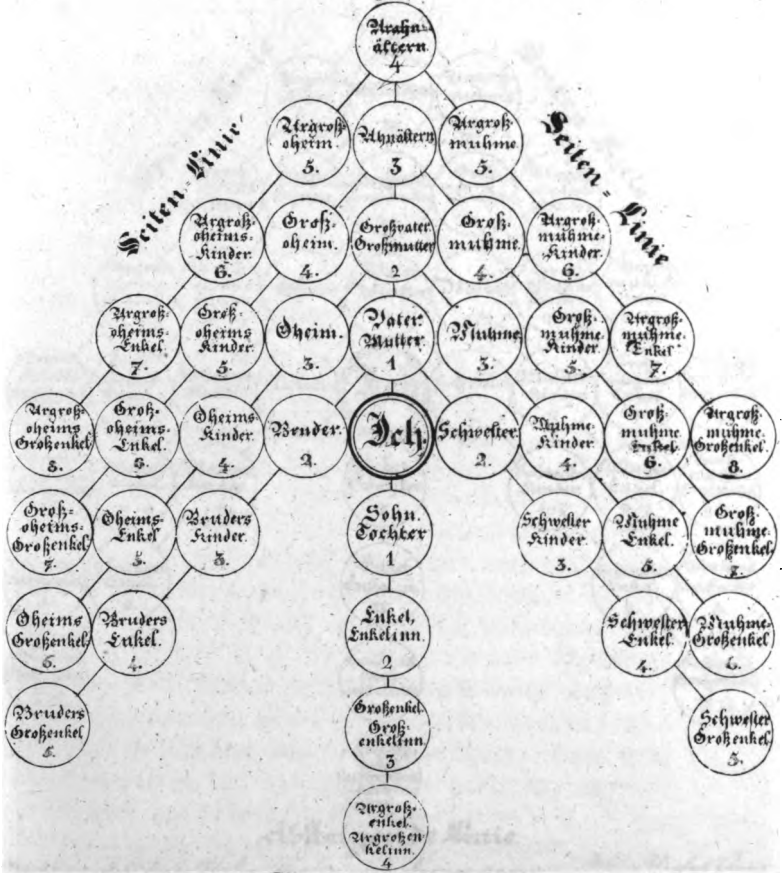 Urahn-
ältern.
4
Urgroß-
oheim.
5.
Ahnältern
3
Urgroß-
muhme.
5.
Seiten-Linie
Seiten=Linie
Urgroß-
oheims-
Kinder.
6.
Groß-
oheim.
4.
Großvater
Großmutter
2
Groß-
muhme.
4.
Urgroß-
muhme-
Kinder.
6.
Urgroß-
oheims-
Enkel.
7.
Groß-
oheims
Kinder.
5
Oheim.
3.
Vater.
Mutter.
1
Muhme.
3.
Groß-
muhme-
Kinder.
5.
Urgroß-
muhme-
Enkel
7.
Urgroß-
oheims
Großenkel.
8.
Groß-
oheims-
Enkel.
Oheims-
Kinder.
4
Bruder.
2.
Ich.
Schwester.
2.
Muhme-
Kinder.
4.
Groß-
muhme
Enkel.
6.
Urgroß-
muhme-
Großenkel.
8.
Groß-
oheims-
Großenkel.
7.
Oheims-
Enkel
5.
Bruders
Kinder.
3.
Sohn.
Tochter
1
Schwester
Kinder.
3.
Muhme
Enkel.
5.
Groß-
muhme-
Großenkel.
7.
Oheims
Großenkel.
6.
Bruders
Enkel.
4.
Enkel,
Enkelinn.
2
Schwester
Enkel.
4.
Muhme-
Großenkel.
6.
Bruders
Großenkel
5.
Großenkel.
Groß-
enkelinn.
3
Schwester
Großenkel.
5.
Urgroß-
enkel.
Urgroßen
kelinn.
4